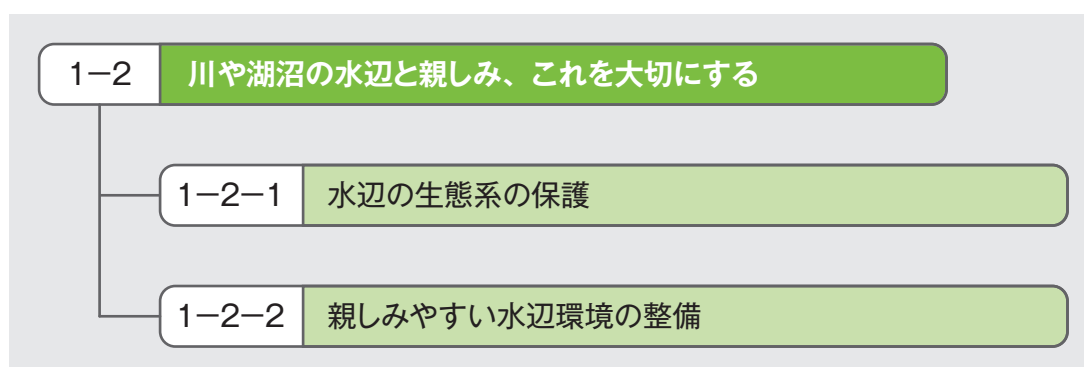 1−2 川や湖沼の水辺と親しみ、これを大切にする
1−2−1 水辺の生態系の保護
1−2−2 親しみやすい水辺環境の整備